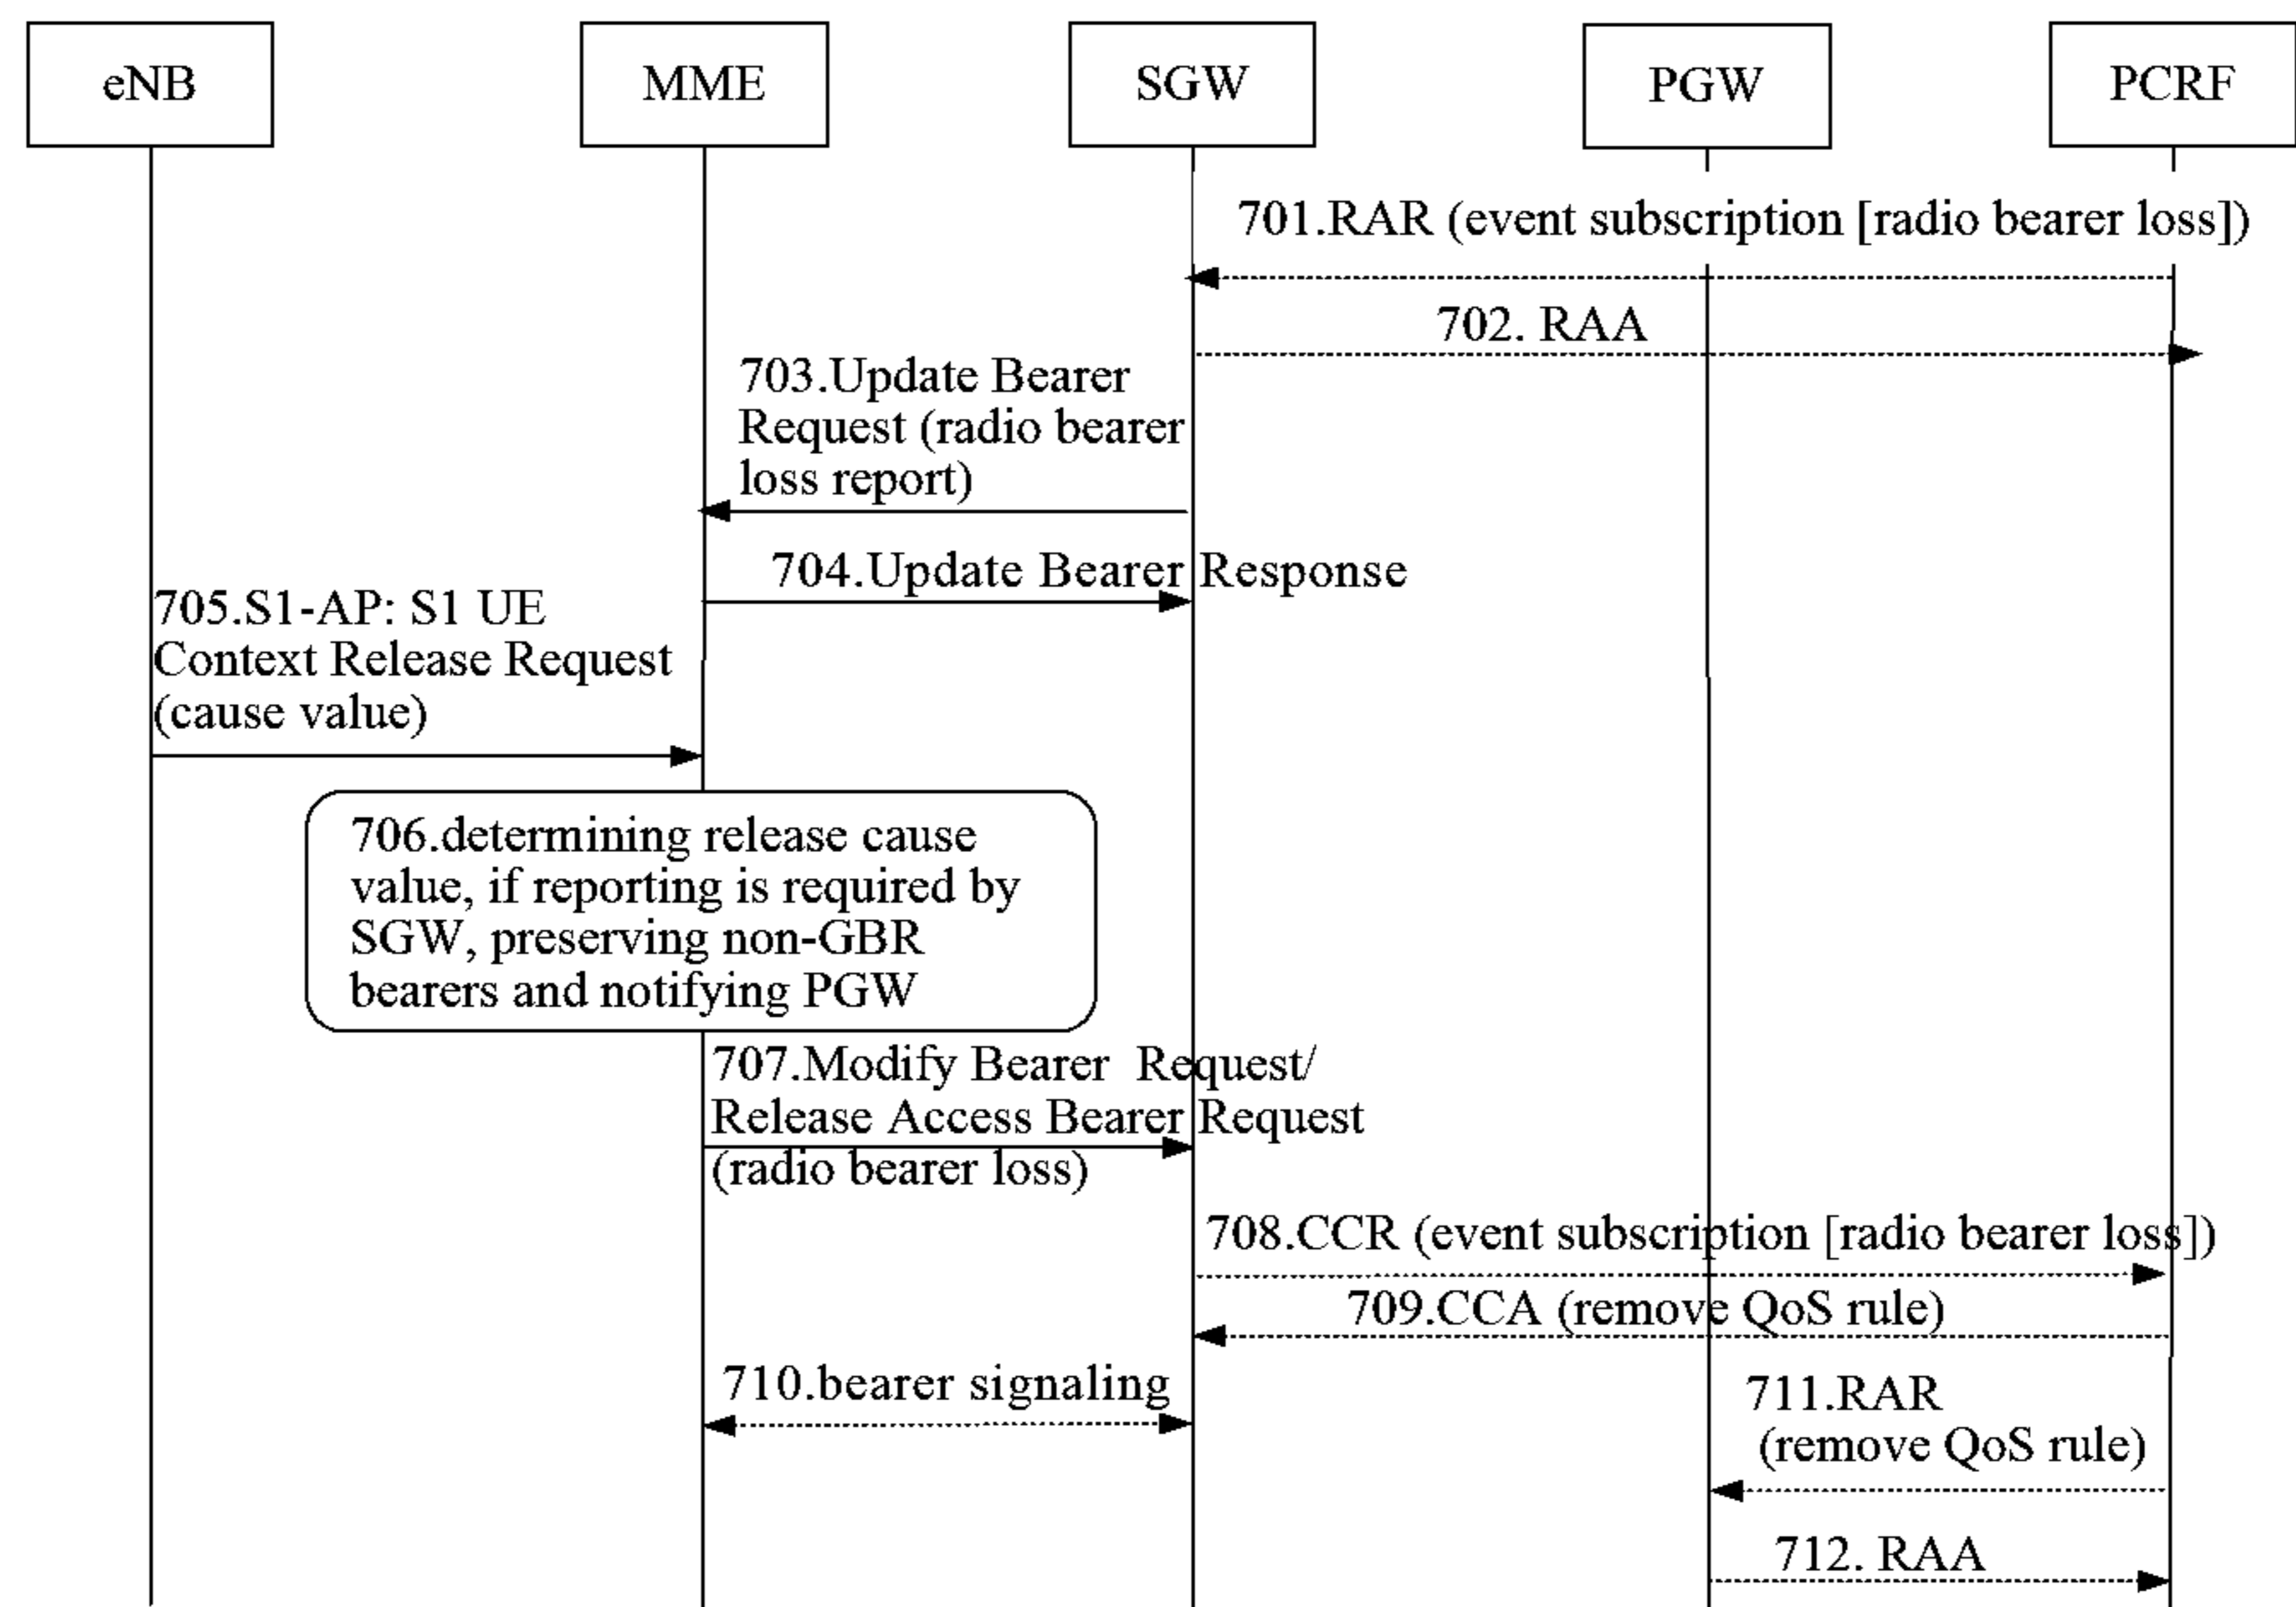 eNB
MME
SGW
PGW
PCRF
701.RAR (event subscription [radio bearer loss])
702. RAA
703.Update Bearer
Request (radio bearer
loss report)
704.Update Bearer Response
705.S1-AP: S1 UE
Context Release Request
(cause value)
706.determining release cause
value, if reporting is required by
SGW, preserving non-GBR
bearers and notifying PGW
707.Modify Bearer Request/
Release Access Bearer Request
(radio bearer loss)
708.CCR (event subscription [radio bearer loss])
709.CCA (remove QoS rule)
710.bearer signaling
711.RAR
(remove QoS rule)
712. RAA